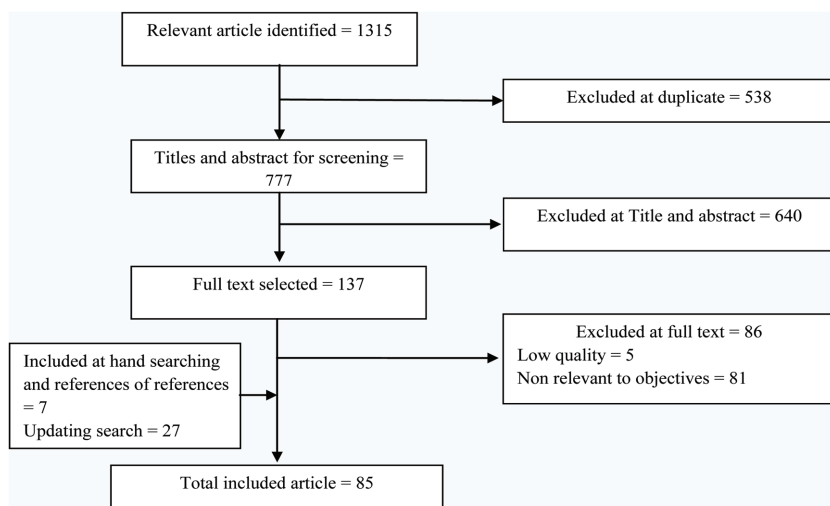 Relevant article identified = 1315
Excluded at duplicate = 538
Titles and abstract for screening =
777
Excluded at Title and abstract = 640
Full text selected = 137
Excluded at full text = 86
Low quality = 5
Non relevant to objectives = 81
Included at hand searching
and references of references
= 7
Updating search = 27
Total included article = 85